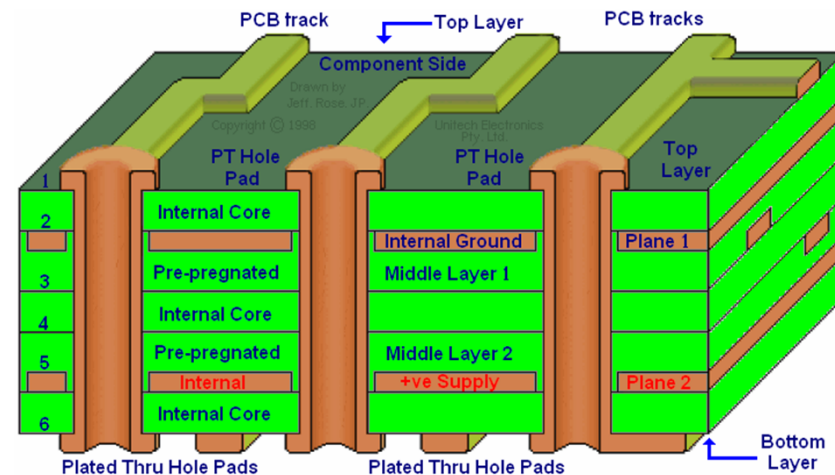 PCB track
Top Layer
PCB tracks
Component Side
Drawn by
Jeff, Rose, JP
Copyright © 1998
Unitech Electronics
Pty. Ltd.
PT Hole
Pad
PT Hole
Pad
Top
Layer
1
2
Internal Core
Internal Ground
Plane 1
3
Pre-pregnated
Middle Layer 1
4
Internal Core
5
Pre-pregnated
Middle Layer 2
Internal
+ve Supply
Plane 2
6
Internal Core
Bottom
Layer
Plated Thru Hole Pads
Plated Thru Hole Pads